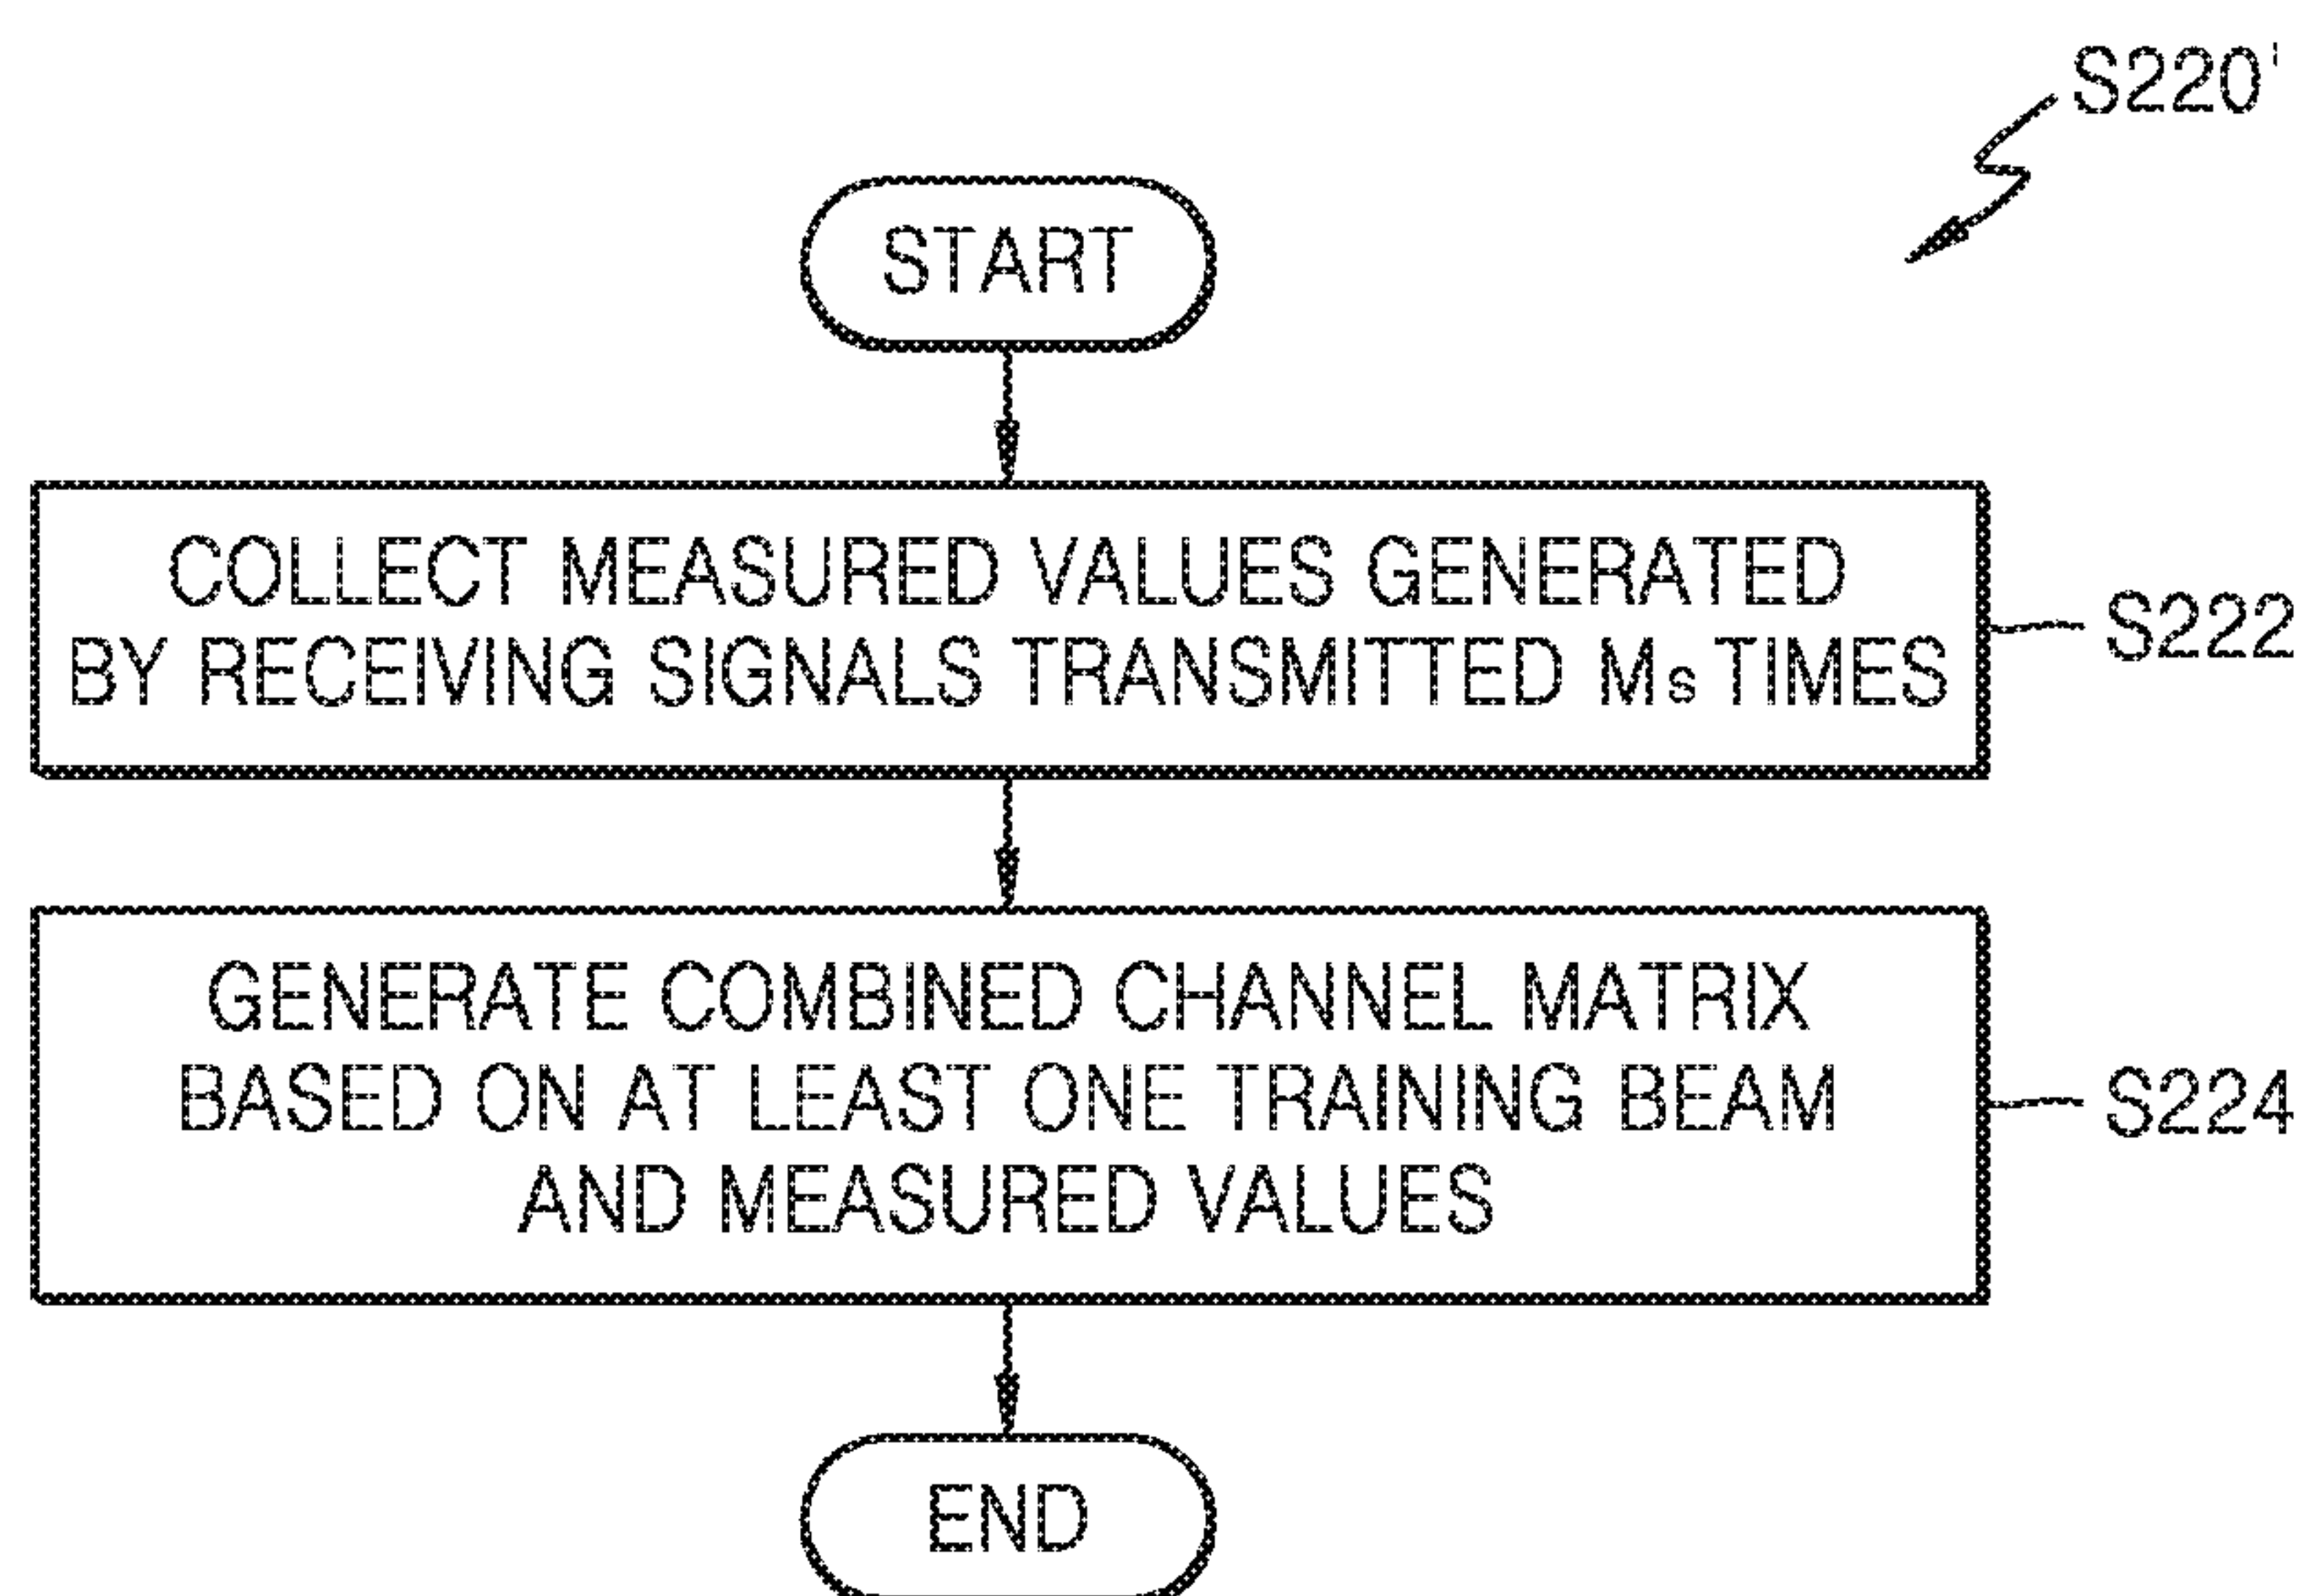 S220'
START
COLLECT MEASURED VALUES GENERATED
BY RECEIVING SIGNALS TRANSMITTED Ms TIMES
S222
GENERATE COMBINED CHANNEL MATRIX
BASED ON AT LEAST ONE TRAINING BEAM
AND MEASURED VALUES
S224
END